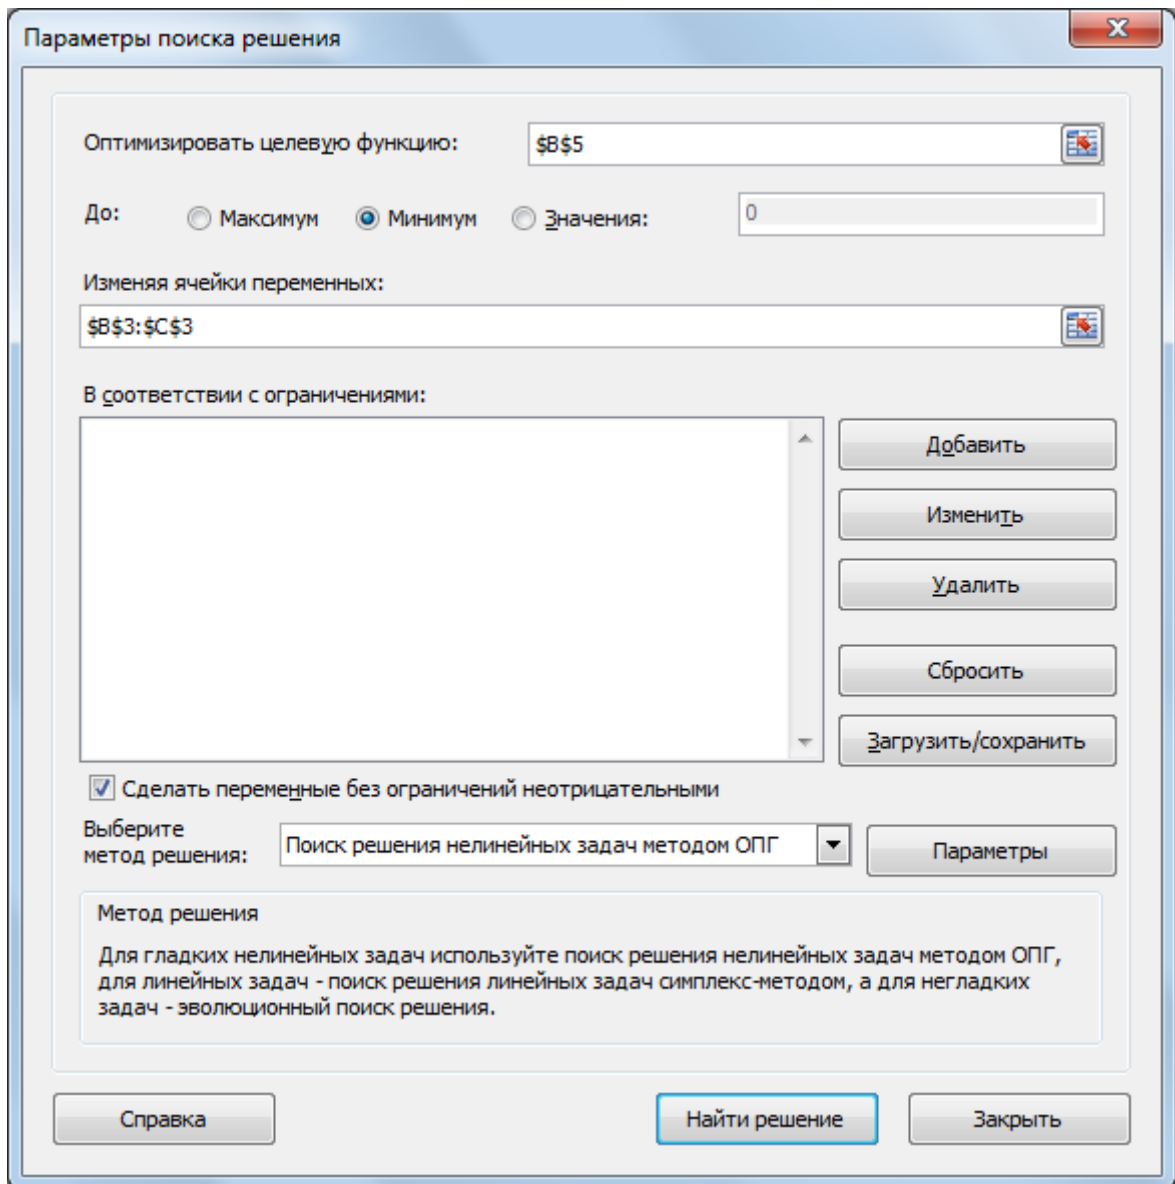 Параметры поиска решения
Оптимизировать целевую функцию: $B$5
До: Максимум Минимум Значения: 0
Изменяя ячейки переменных:
$B$3:$C$3
В соответствии с ограничениями:
Добавить
Изменить
Удалить
Сбросить
Загрузить/сохранить
Сделать переменные без ограничений неотрицательными
Выберите
метод решения:
Поиск решения нелинейных задач методом ОПГ
Параметры
Метод решения
Для гладких нелинейных задач используйте поиск решения нелинейных задач методом ОПГ,
для линейных задач - поиск решения линейных задач симплекс-методом, а для негладких
задач - эволюционный поиск решения.
Справка Найти решение Закрыть